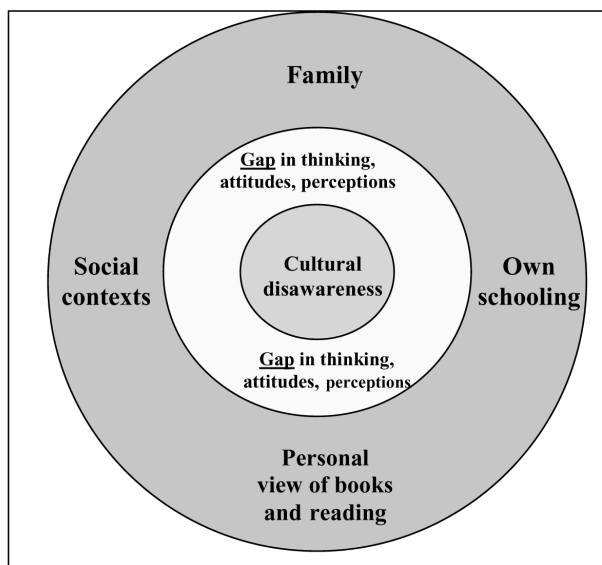 Family
Gap in thinking,
attitudes, perceptions
Social
contexts
Cultural
disawareness
Own
schooling
Gap in thinking,
attitudes, perceptions
Personal
view of books
and reading